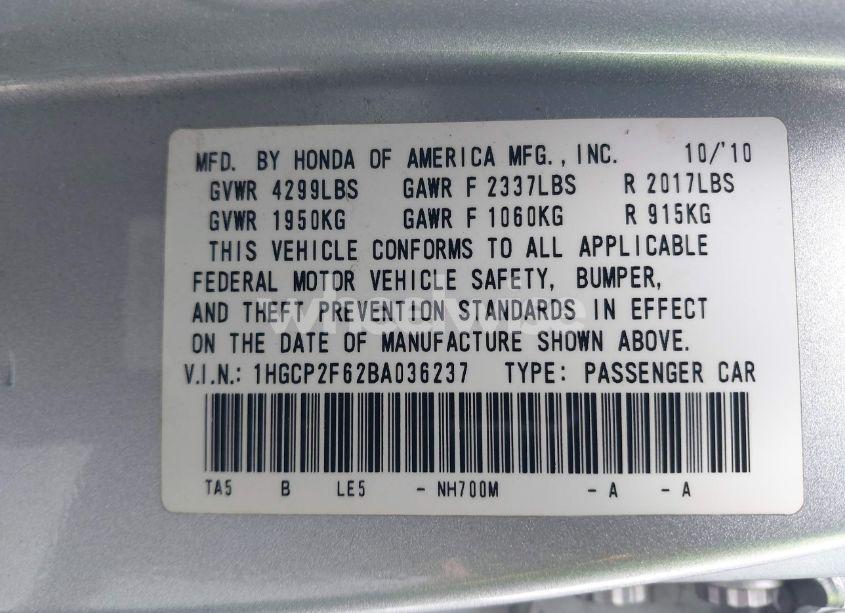 MFD. BY HONDA OF AMERICA MFG., INC. 10/'10
GVWR 4299LBS GAWR F 2337LBS R 2017LBS
GVWR 1950KG GAWR F 1060KG R 915KG
THIS VEHICLE CONFORMS TO ALL APPLICABLE
FEDERAL MOTOR VEHICLE SAFETY, BUMPER,
AND THEFT PREVENTION STANDARDS IN EFFECT
wheelwise
ON THE DATE OF MANUFACTURE SHOWN ABOVE.
V.I.N.: 1HGCP2F62BA036237 TYPE: PASSENGER CAR
TA5 B LE5 - NH700M - A - A